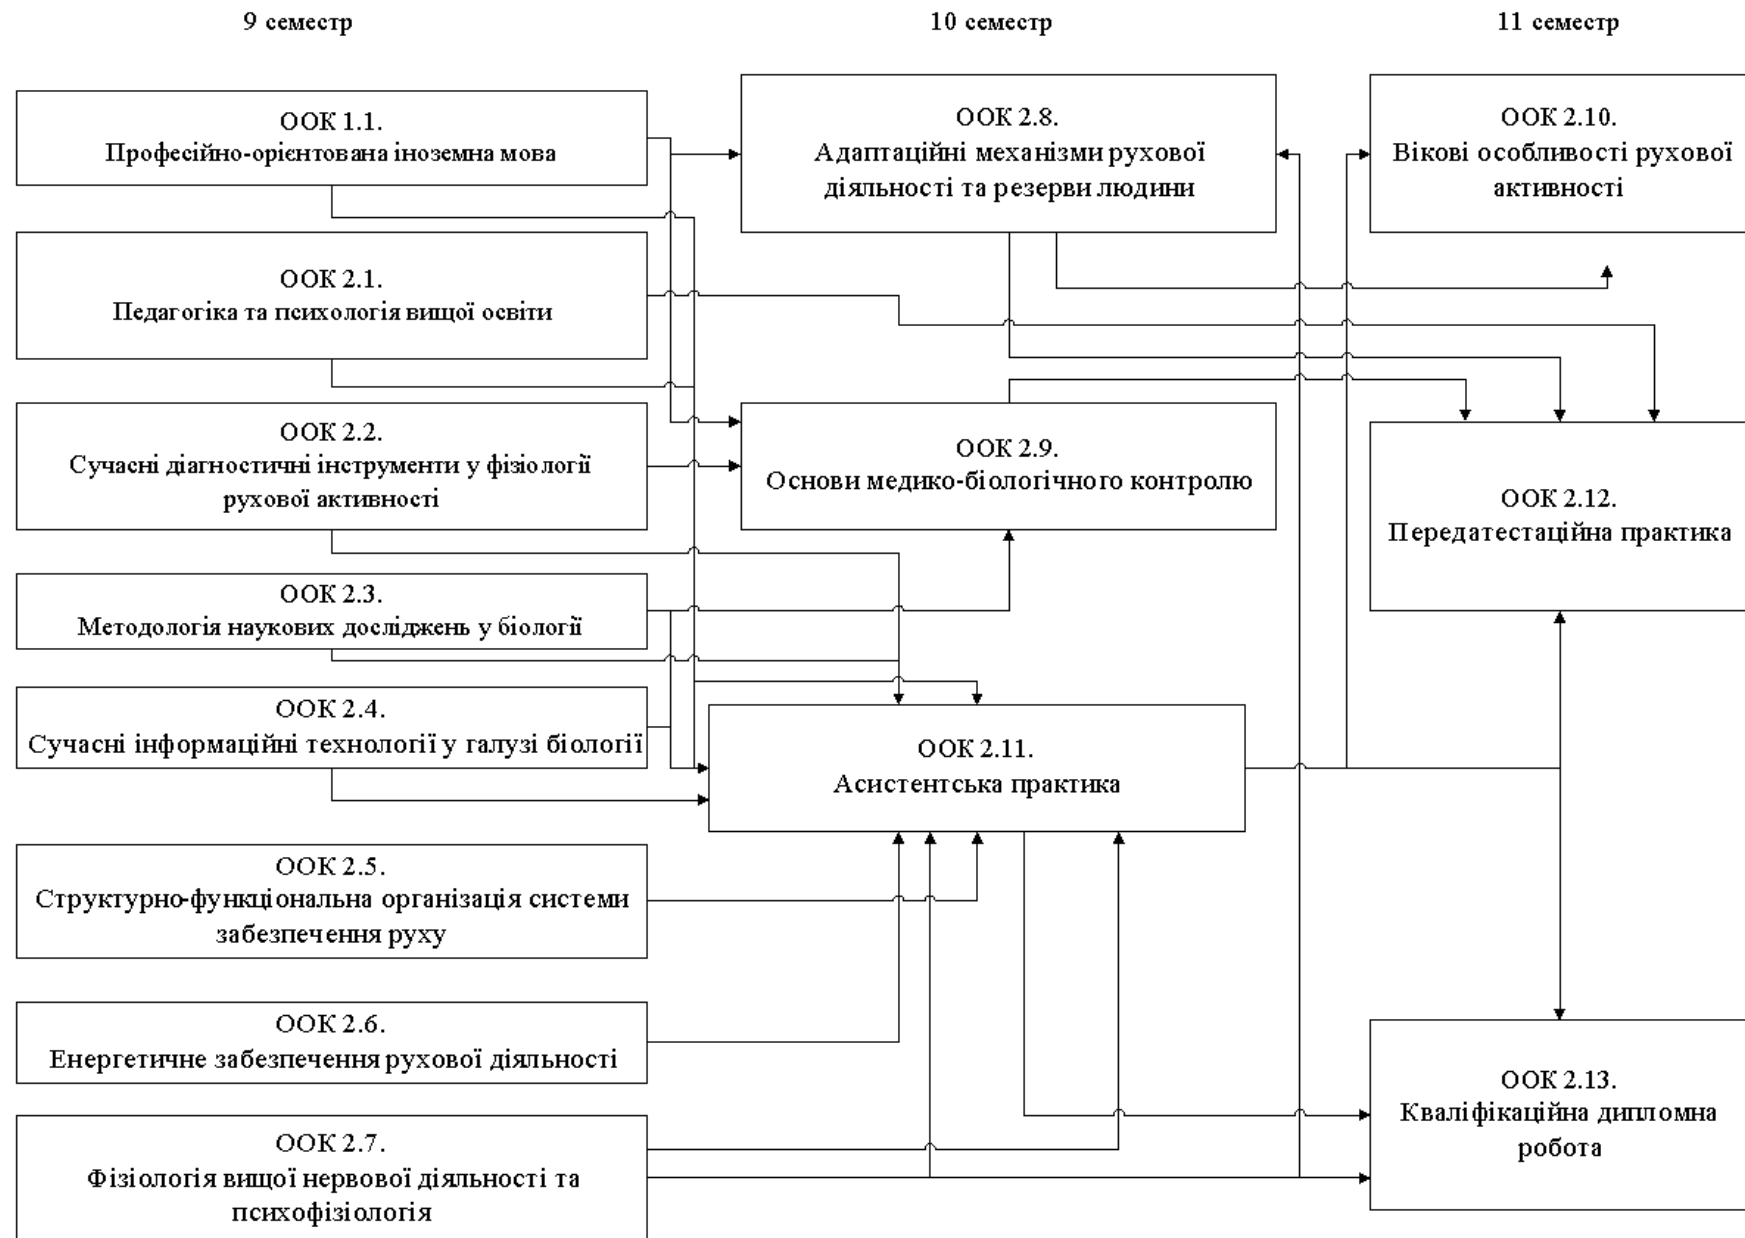 9 семестр
10 семестр
11 семестр
ООК 1.1.
Професійно-орієнтована іноземна мова
ООК 2.1.
Педагогіка та психологія вищої освіти
ООК 2.2.
Сучасні діагностичні інструменти у фізіології
рухової активності
ООК 2.3.
Методологія наукових досліджень у біології
ООК 2.4.
Сучасні інформаційні технології у галузі біології
ООК 2.5.
Структурно-функціональна організація системи
забезпечення руху
ООК 2.6.
Енергетичне забезпечення рухової діяльності
ООК 2.7.
Фізіологія вищої нервової діяльності та
психофізіологія
ООК 2.8.
Адаптаційні механізми рухової
діяльності та резерви людини
ООК 2.9.
Основи медико-біологічного контролю
ООК 2.11.
Асистентська практика
ООК 2.10.
Вікові особливості рухової
активності
ООК 2.12.
Передатестаційна практика
ООК 2.13.
Кваліфікаційна дипломна
робота